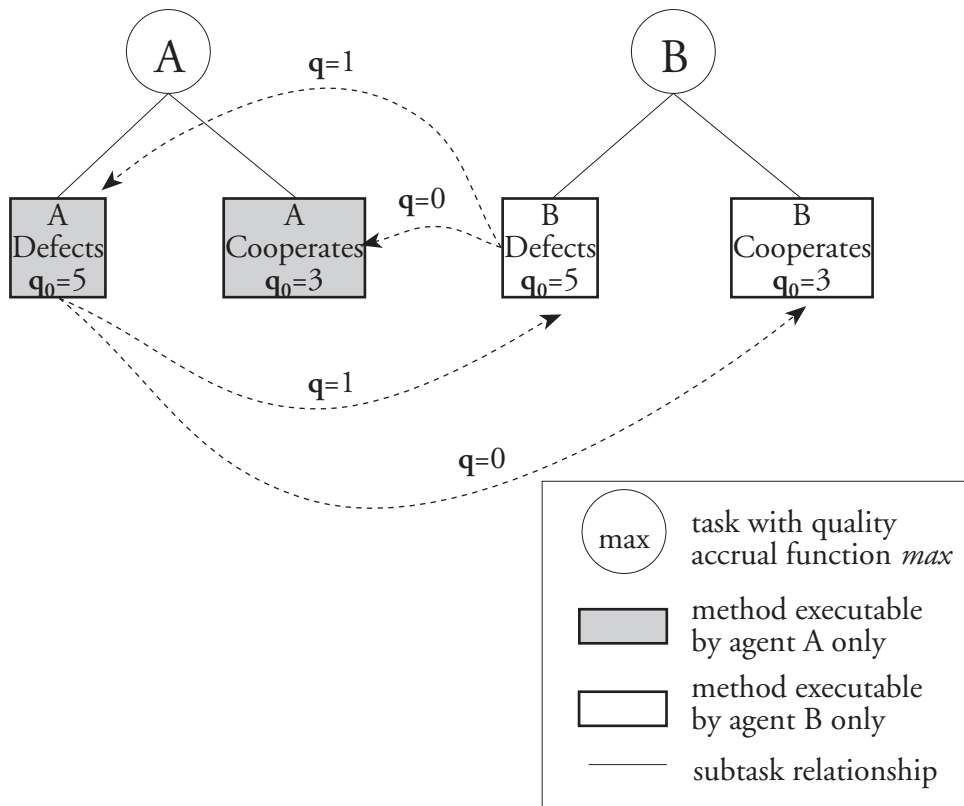 A
B
q=1
q=0
A
Defects
q₀=5
A
Cooperates
q₀=3
B
Defects
q₀=5
B
Cooperates
q₀=3
q=1
q=0
max
task with quality
accrual function max
method executable
by agent A only
method executable
by agent B only
subtask relationship